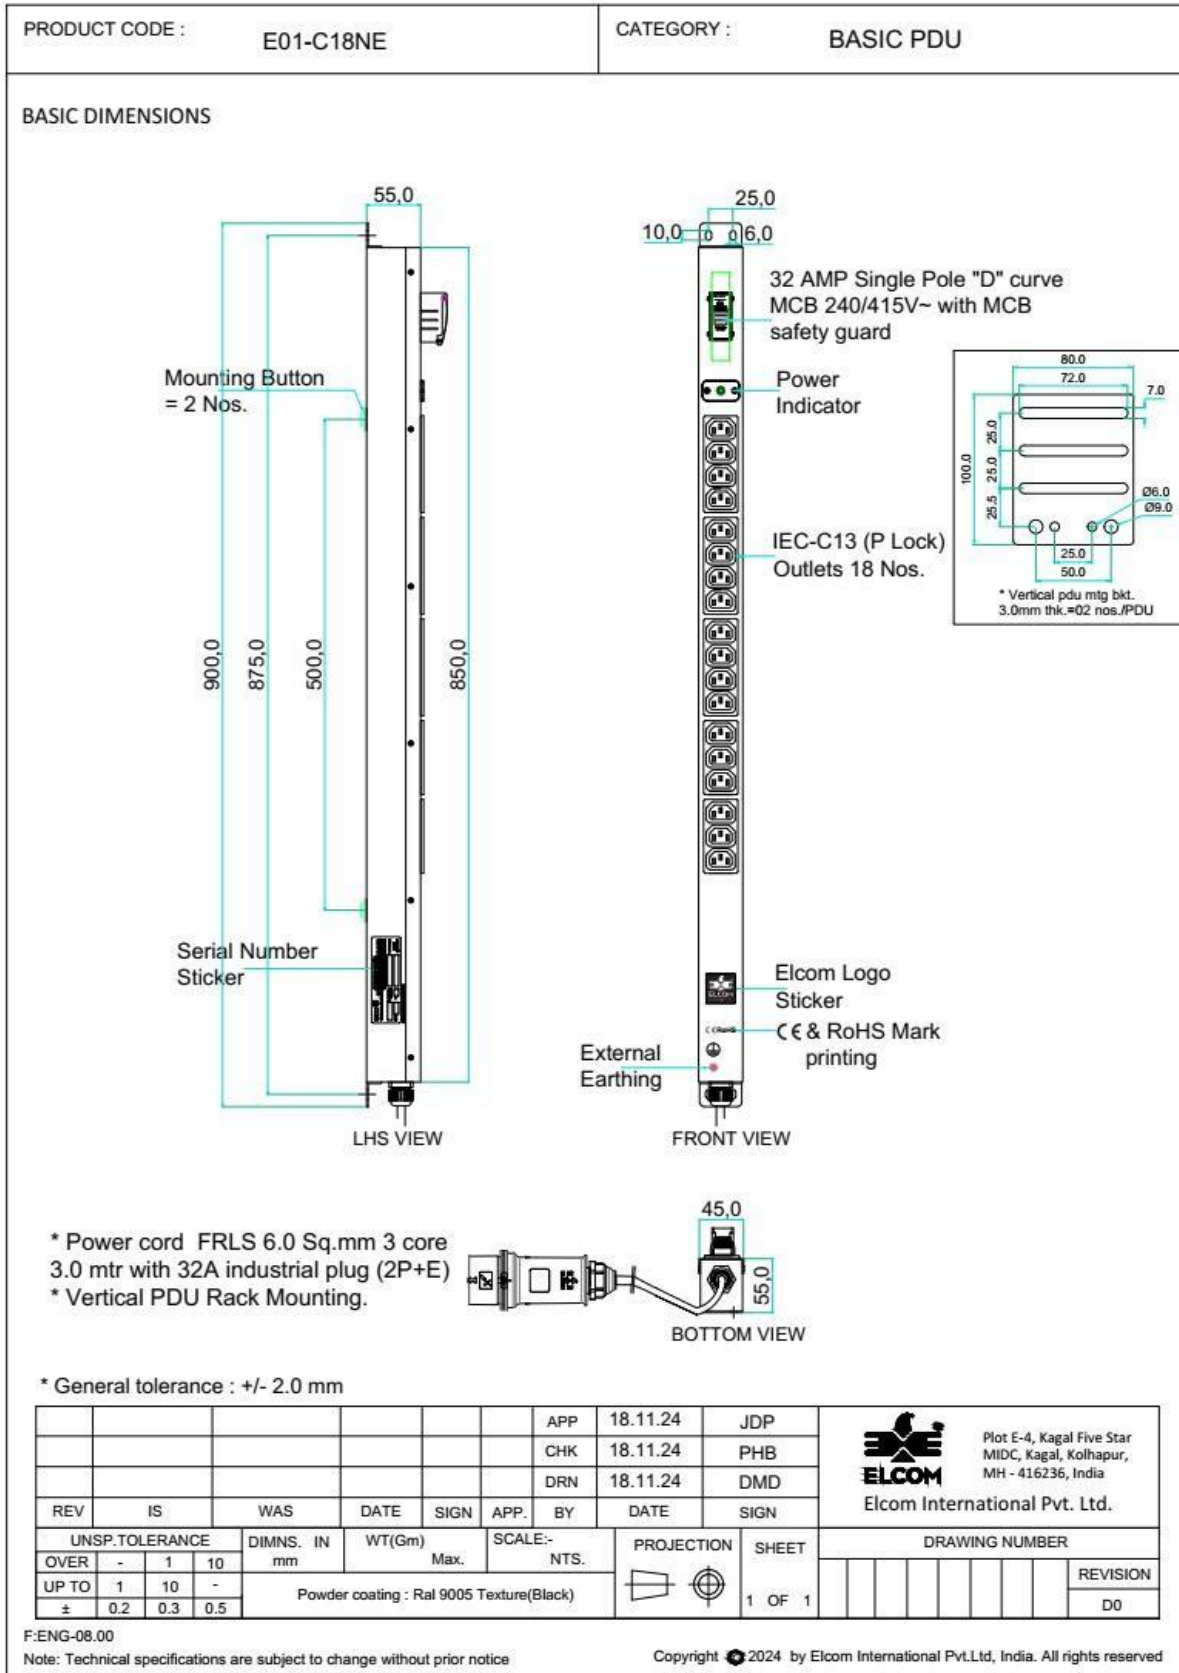 PRODUCT CODE :
E01-C18NE
CATEGORY :
BASIC PDU
BASIC DIMENSIONS
55,0
25,0
10,0
6,0
32 AMP Single Pole "D" curve
MCB 240/415V~ with MCB
safety guard
Mounting Button
= 2 Nos.
Power
Indicator
80.0
72.0
7.0
25.0
25.0
25.5
100.0
Ø6.0
Ø9.0
25.0
50.0
* Vertical pdu mtg bkt.
3.0mm thk.=02 nos./PDU
IEC-C13 (P Lock)
Outlets 18 Nos.
900,0
875,0
500,0
850,0
Serial Number
Sticker
ELCOM
Elcom Logo
Sticker
CE RoHS
CE & RoHS Mark
printing
External
Earthing
LHS VIEW
FRONT VIEW
* Power cord FRLS 6.0 Sq.mm 3 core
3.0 mtr with 32A industrial plug (2P+E)
* Vertical PDU Rack Mounting.
45,0
55,0
BOTTOM VIEW
* General tolerance : +/- 2.0 mm
APP 18.11.24 JDP
CHK 18.11.24 PHB
DRN 18.11.24 DMD
REV IS WAS DATE SIGN APP. BY DATE SIGN
ELCOM
Plot E-4, Kagal Five Star
MIDC, Kagal, Kolhapur,
MH - 416236, India
Elcom International Pvt. Ltd.
UNSP.TOLERANCE
OVER - 1 10
UP TO 1 10 -
± 0.2 0.3 0.5
DIMNS. IN
mm
WT(Gm)
Max.
SCALE:-
NTS.
Powder coating : Ral 9005 Texture(Black)
PROJECTION
SHEET
1 OF 1
DRAWING NUMBER
REVISION
D0
F:ENG-08.00
Note: Technical specifications are subject to change without prior notice
Copyright 2024 by Elcom International Pvt.Ltd, India. All rights reserved